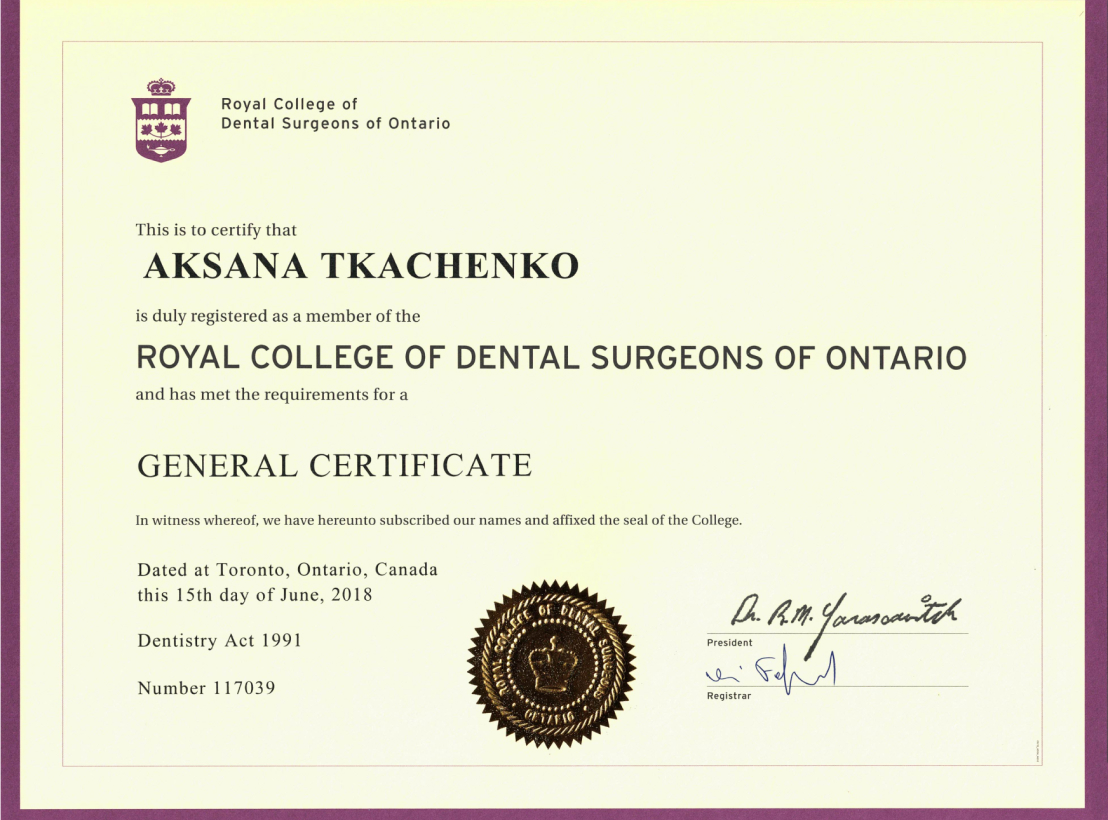 Royal College of
Dental Surgeons of Ontario
This is to certify that
AKSANA TKACHENKO
is duly registered as a member of the
ROYAL COLLEGE OF DENTAL SURGEONS OF ONTARIO
and has met the requirements for a
GENERAL CERTIFICATE
In witness whereof, we have hereunto subscribed our names and affixed the seal of the College.
Dated at Toronto, Ontario, Canada
this 15th day of June, 2018
Dentistry Act 1991
Number 117039
ROYAL COLLEGE OF DENTAL SURGEONS
ONTARIO
Dr. R.M.
President
Registrar